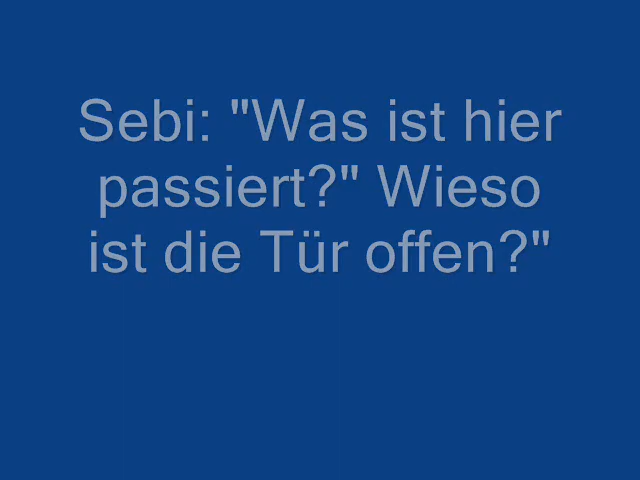 Sebi: "Was ist hier
passiert?" Wieso
ist die Tür offen?"